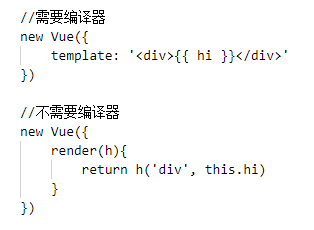 //需要编译器
new Vue({
    template: '<div>{{ hi }}</div>'
})

//不需要编译器
new Vue({
    render(h){
        return h('div', this.hi)
    }
})